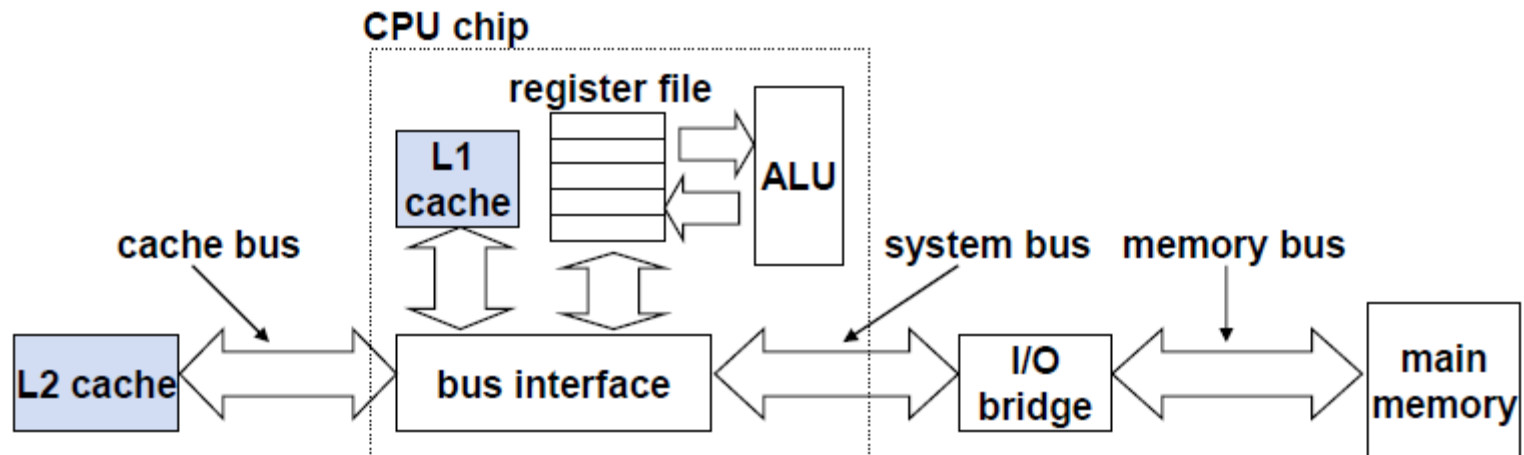 CPU chip
register file
L1
cache
ALU
cache bus
system bus
memory bus
L2 cache
bus interface
I/O
bridge
main
memory